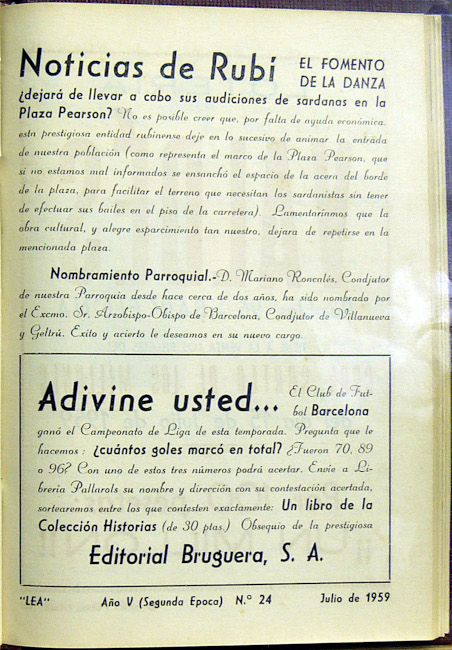 Noticias de Rubí EL FOMENTO
DE LA DANZA
¿dejará de llevar a cabo sus audiciones de sardanas en la
Plaza Pearson? No es posible creer que, por falta de ayuda económica,
esta prestigiosa entidad rubinense deje en lo sucesivo de animar la entrada
de nuestra población (como representa el marco de la Plaza Pearson, que
si no estamos mal informados se ensanchó el espacio de la acera del borde
de la plaza, para facilitar el terreno que necesitan los sardanistas sin tener
de efectuar sus bailes en el piso de la carretera). Lamentaríamos que la
obra cultural, y alegre esparcimiento tan nuestro, dejara de repetirse en la
mencionada plaza.
Nombramiento Parroquial.-D. Mariano Roncalés, Coadjutor
de nuestra Parroquia desde hace cerca de dos años, ha sido nombrado por
el Excmo. Sr. Arzobispo-Obispo de Barcelona, Coadjutor de Villanueva
y Geltrú. Exito y acierto le deseamos en su nuevo cargo.
Adivine usted... El Club de Fut-
bol Barcelona
ganó el Campeonato de Liga de esta temporada. Pregunta que le
hacemos: ¿cuántos goles marcó en total? ¿Fueron 70, 89
o 96? Con uno de estos tres números podrá acertar. Envíe a Li-
brería Pallarols su nombre y dirección con su contestación acertada,
sortearemos entre los que contesten exactamente: Un libro de la
Colección Historias (de 30 ptas.) Obsequio de la prestigiosa
Editorial Bruguera, S. A.
"LEA" Año V (Segunda Epoca) N.º 24 Julio de 1959